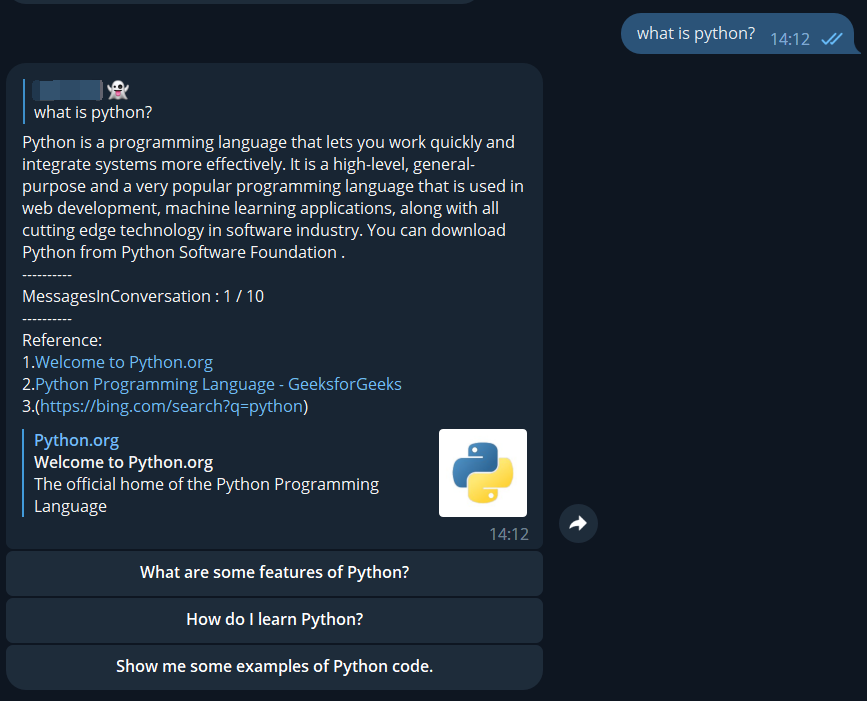 what is python? 14:12
👻
what is python?
Python is a programming language that lets you work quickly and
integrate systems more effectively. It is a high-level, general-
purpose and a very popular programming language that is used in
web development, machine learning applications, along with all
cutting edge technology in software industry. You can download
Python from Python Software Foundation .
----------
MessagesInConversation : 1 / 10
----------
Reference:
1.Welcome to Python.org
2.Python Programming Language - GeeksforGeeks
3.(https://bing.com/search?q=python)
Python.org
Welcome to Python.org
The official home of the Python Programming
Language
14:12
What are some features of Python?
How do I learn Python?
Show me some examples of Python code.